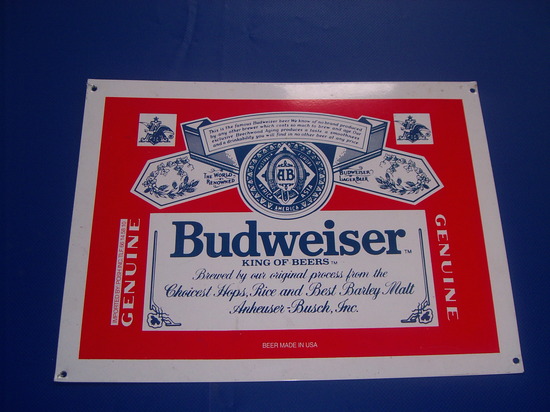 This is the famous Budweiser beer. We know of no brand produced
by any other brewer which costs so much to brew and age. Our
exclusive Beechwood Aging produces a taste, a smoothness
and a drinkability you will find in no other beer at any price.
THE WORLD
RENOWNED
BUDWEISER
LAGER BEER
AB
AMERICA
Budweiser™
KING OF BEERS™
Brewed by our original process from the
Choicest Hops, Rice and Best Barley Malt
Anheuser-Busch, Inc.
GENUINE
GENUINE
BEER MADE IN USA